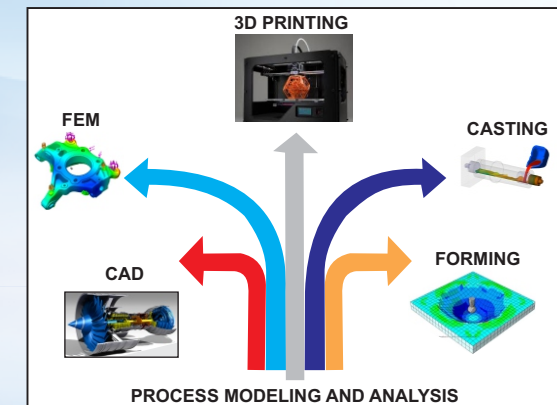 3D PRINTING
FEM
CASTING
CAD
FORMING
PROCESS MODELING AND ANALYSIS